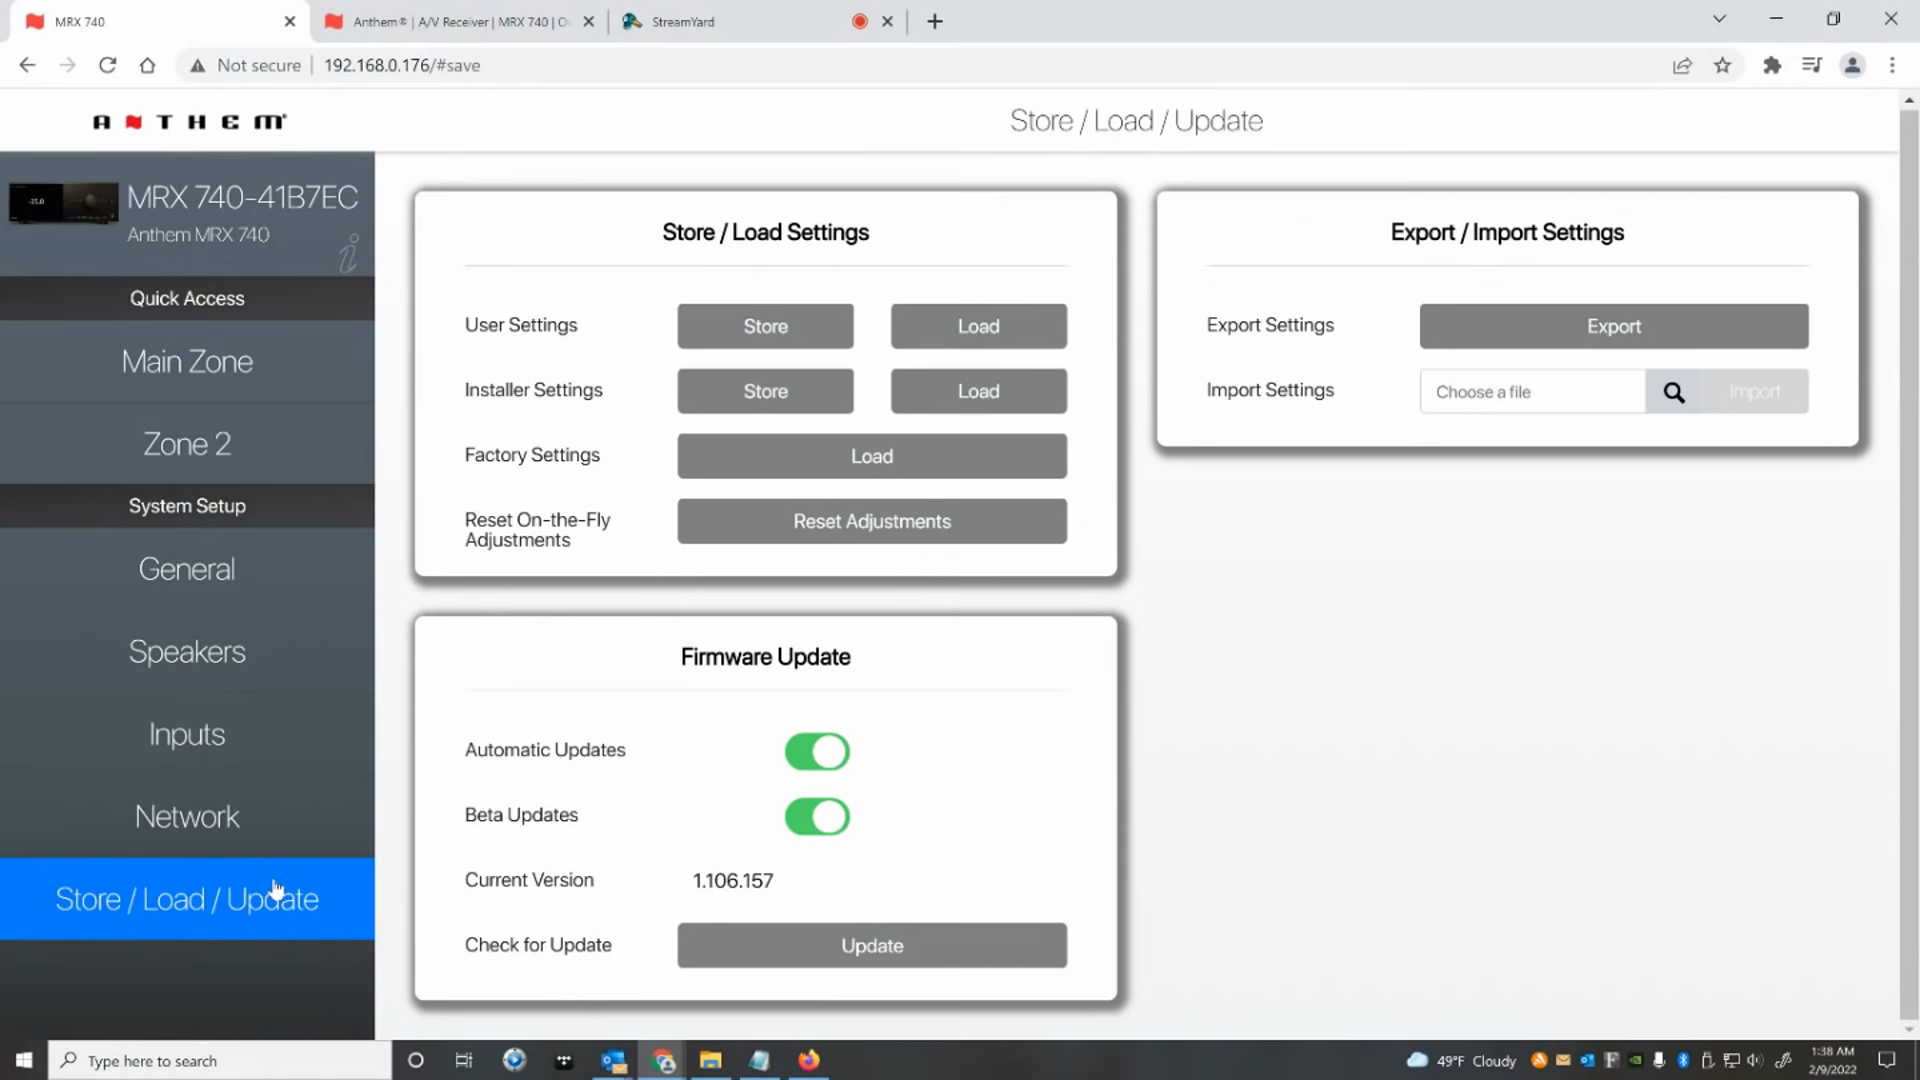 MRX 740
Anthem® | A/V Receiver | MRX 740 | O
StreamYard
Not secure
192.168.0.176/#save
ANTHEM
Store / Load / Update
-35.0
MRX 740-41B7EC
Anthem MRX 740
i
Quick Access
Main Zone
Zone 2
System Setup
General
Speakers
Inputs
Network
Store / Load / Update
Store / Load Settings
User Settings
Store
Load
Installer Settings
Store
Load
Factory Settings
Load
Reset On-the-Fly
Adjustments
Reset Adjustments
Export / Import Settings
Export Settings
Export
Import Settings
Choose a file
Import
Firmware Update
Automatic Updates
Beta Updates
Current Version
1.106.157
Check for Update
Update
Type here to search
49°F Cloudy
1:38 AM
2/9/2022